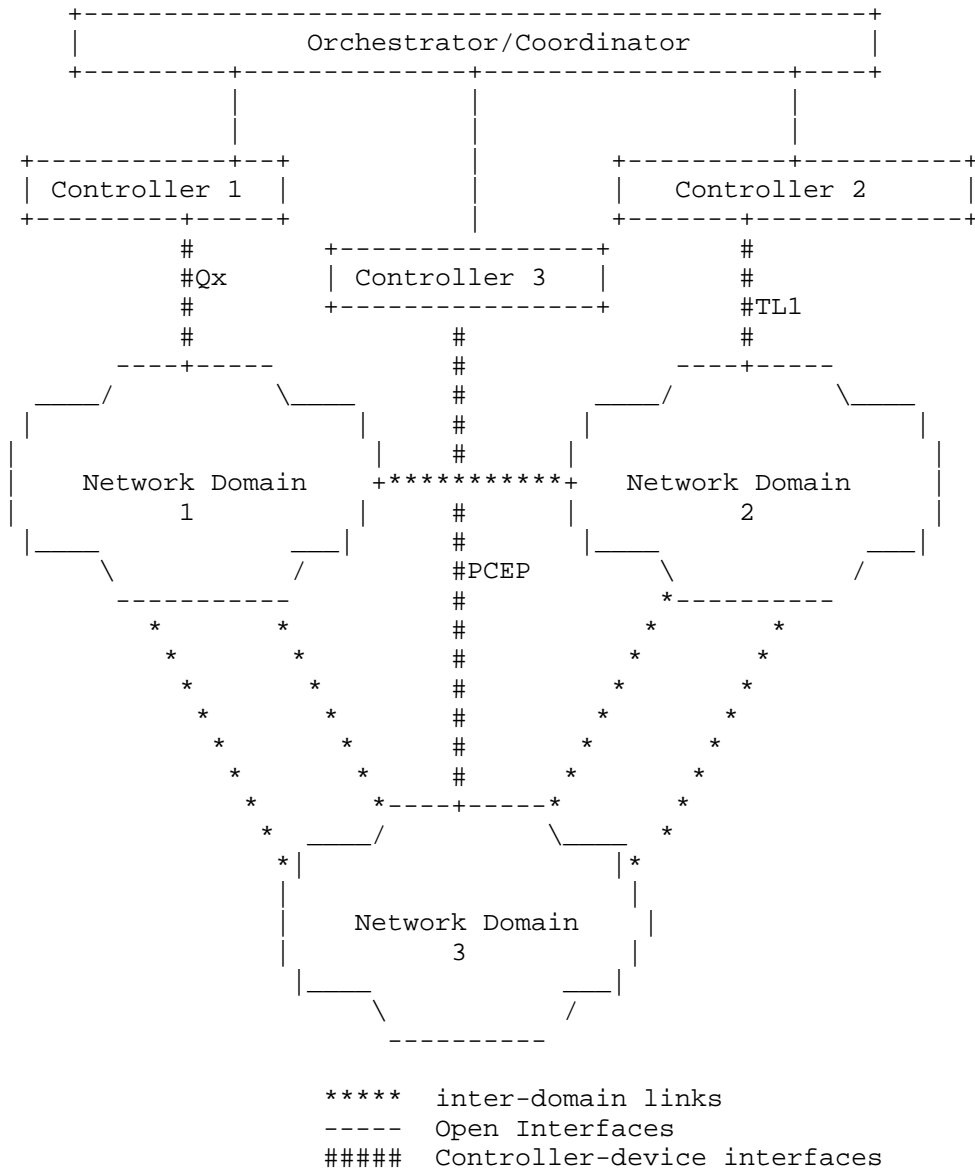 Orchestrator/Coordinator
Controller 1
Controller 2
#Qx
Controller 3
#TL1
Network Domain
1
Network Domain
2
#PCEP
Network Domain
3
***** inter-domain links
----- Open Interfaces
##### Controller-device interfaces